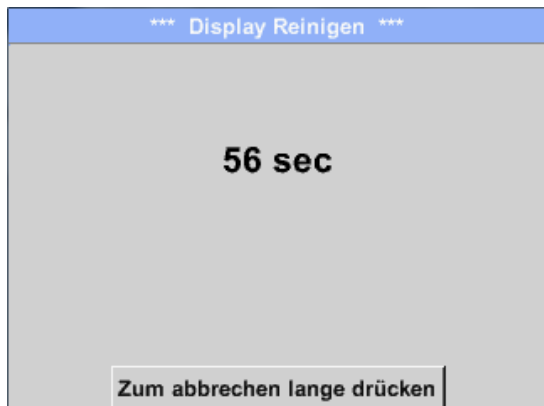 *** Display Reinigen ***
56 sec
Zum abbrechen lange drücken